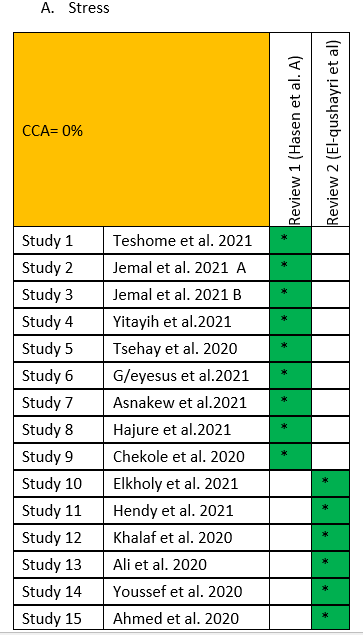 A. Stress
CCA= 0%
Review 1 (Hasen et al. A)
Review 2 (El-qushayri et al)
Study 1 Teshome et al. 2021 *
Study 2 Jemal et al. 2021 A *
Study 3 Jemal et al. 2021 B *
Study 4 Yitayih et al.2021 *
Study 5 Tsehay et al. 2020 *
Study 6 G/eyesus et al.2021 *
Study 7 Asnakew et al.2021 *
Study 8 Hajure et al.2021 *
Study 9 Chekole et al. 2020 *
Study 10 Elkholy et al. 2021 *
Study 11 Hendy et al. 2021 *
Study 12 Khalaf et al. 2020 *
Study 13 Ali et al. 2020 *
Study 14 Youssef et al. 2020 *
Study 15 Ahmed et al. 2020 *